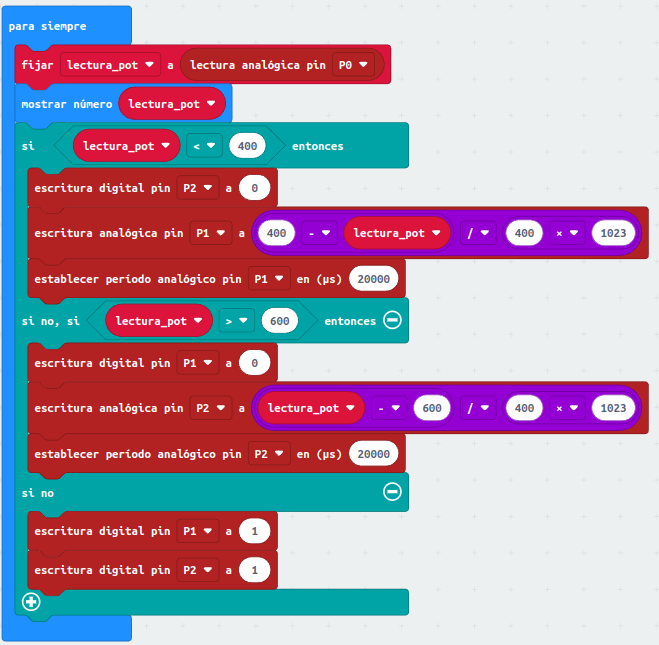 para siempre
fijar lectura_pot a lectura analógica pin P0
mostrar número lectura_pot
si lectura_pot < 400 entonces
escritura digital pin P2 a 0
escritura analógica pin P1 a 400 - lectura_pot / 400 × 1023
establecer periodo analógico pin P1 en (µs) 20000
si no, si lectura_pot > 600 entonces
escritura digital pin P1 a 0
escritura analógica pin P2 a lectura_pot - 600 / 400 × 1023
establecer periodo analógico pin P2 en (µs) 20000
si no
escritura digital pin P1 a 1
escritura digital pin P2 a 1